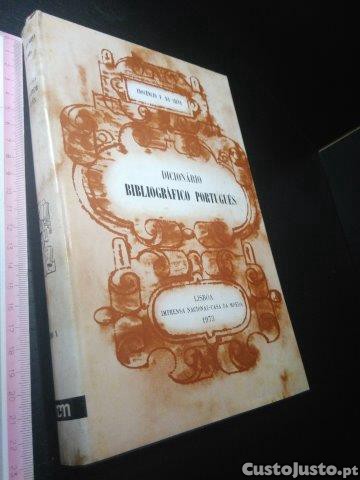 INOCÊNCIO F. DA SILVA
DICIONÁRIO
BIBLIOGRÁFICO PORTUGUÊS
LISBOA
IMPRENSA NACIONAL-CASA DA MOEDA
1973
CustoJusto.pt